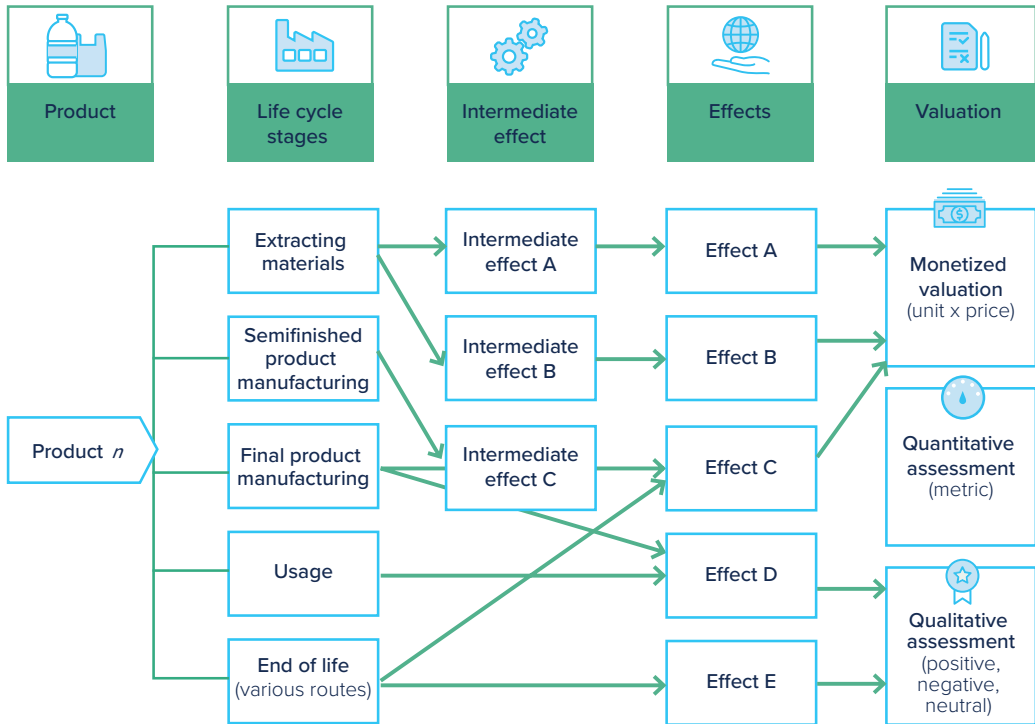 Product
Life cycle
stages
Intermediate
effect
Effects
Valuation
Product n
Extracting
materials
Semifinished
product
manufacturing
Final product
manufacturing
Usage
End of life
(various routes)
Intermediate
effect A
Intermediate
effect B
Intermediate
effect C
Effect A
Effect B
Effect C
Effect D
Effect E
$
Monetized
valuation
(unit x price)
Quantitative
assessment
(metric)
Qualitative
assessment
(positive,
negative,
neutral)